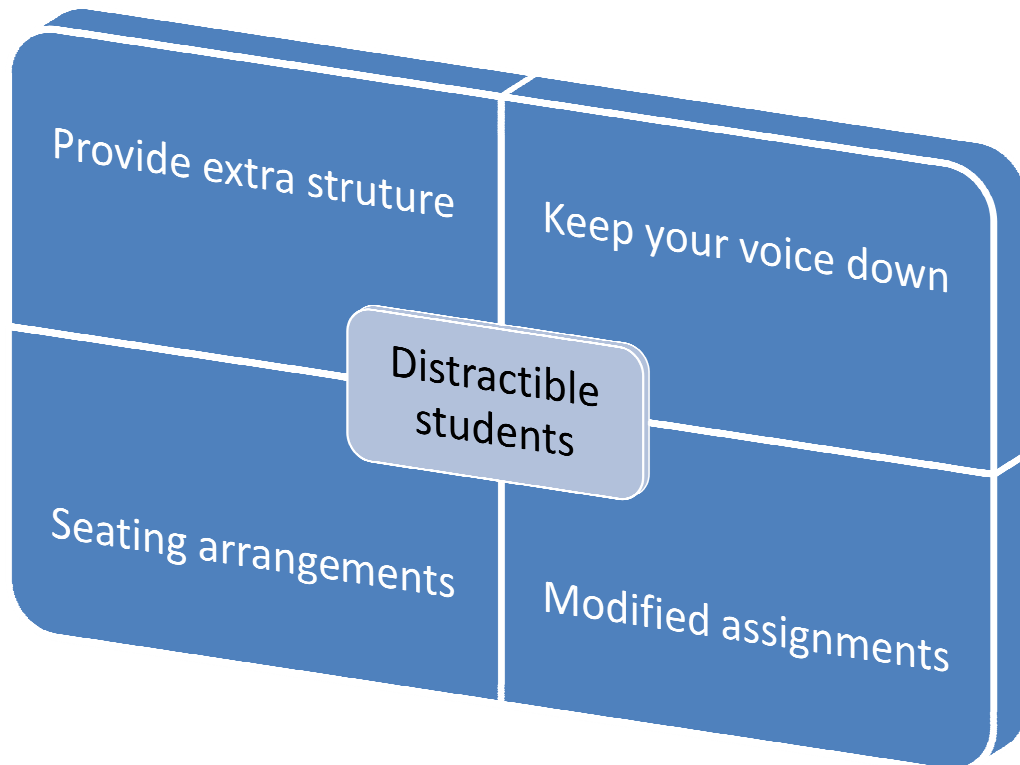 Provide extra struture
Keep your voice down
Distractible
students
Seating arrangements
Modified assignments